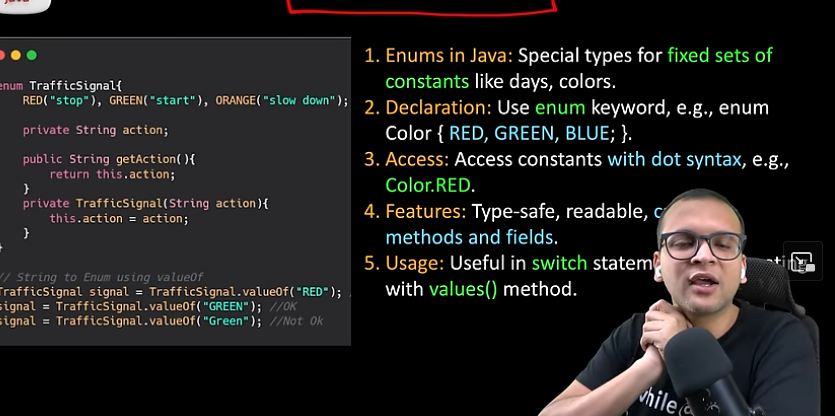 Java
enum TrafficSignal{
RED("stop"), GREEN("start"), ORANGE("slow down");
private String action;
public String getAction(){
return this.action;
}
private TrafficSignal(String action){
this.action = action;
}
}
// String to Enum using valueOf
TrafficSignal signal = TrafficSignal.valueOf("RED");
signal = TrafficSignal.valueOf("GREEN"); //OK
signal = TrafficSignal.valueOf("Green"); //Not Ok
1. Enums in Java: Special types for fixed sets of
constants like days, colors.
2. Declaration: Use enum keyword, e.g., enum
Color { RED, GREEN, BLUE; }.
3. Access: Access constants with dot syntax, e.g.,
Color.RED.
4. Features: Type-safe, readable,
methods and fields.
5. Usage: Useful in switch
with values() method.
while